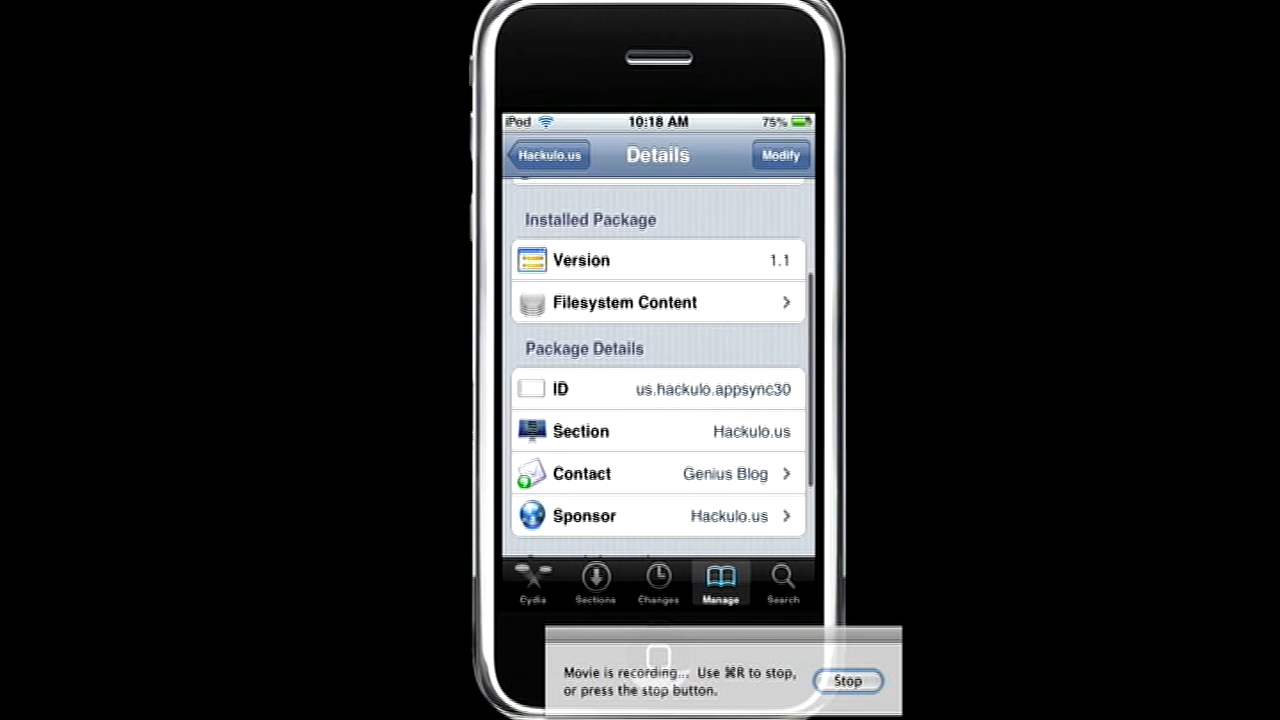 iPod 10:18 AM 75%
Hackulo.us Details Modify
Installed Package
Version 1.1
Filesystem Content
Package Details
ID us.hackulo.appsync30
Section Hackulo.us
Contact Genius Blog
Sponsor Hackulo.us
Cydia Sections Changes Manage Search
Movie is recording... Use ⌘R to stop,
or press the stop button.
Stop